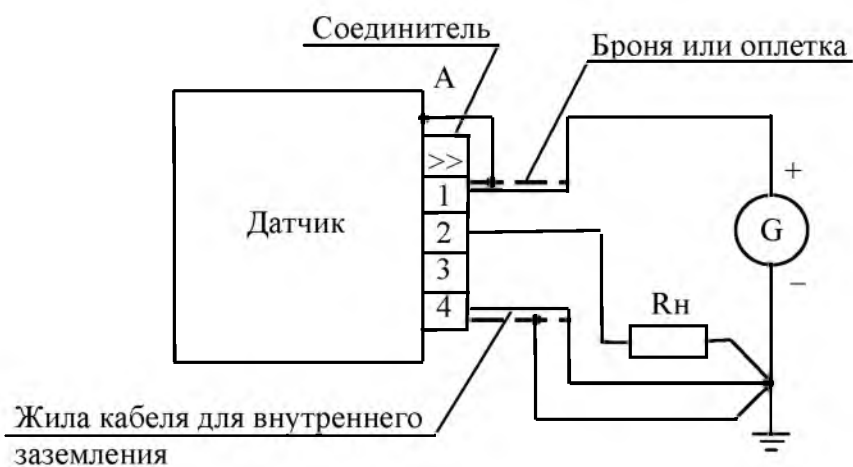 Соединитель
Броня или оплетка
А
>>
1
2
3
4
Датчик
+
G
–
Rн
Жила кабеля для внутреннего
заземления